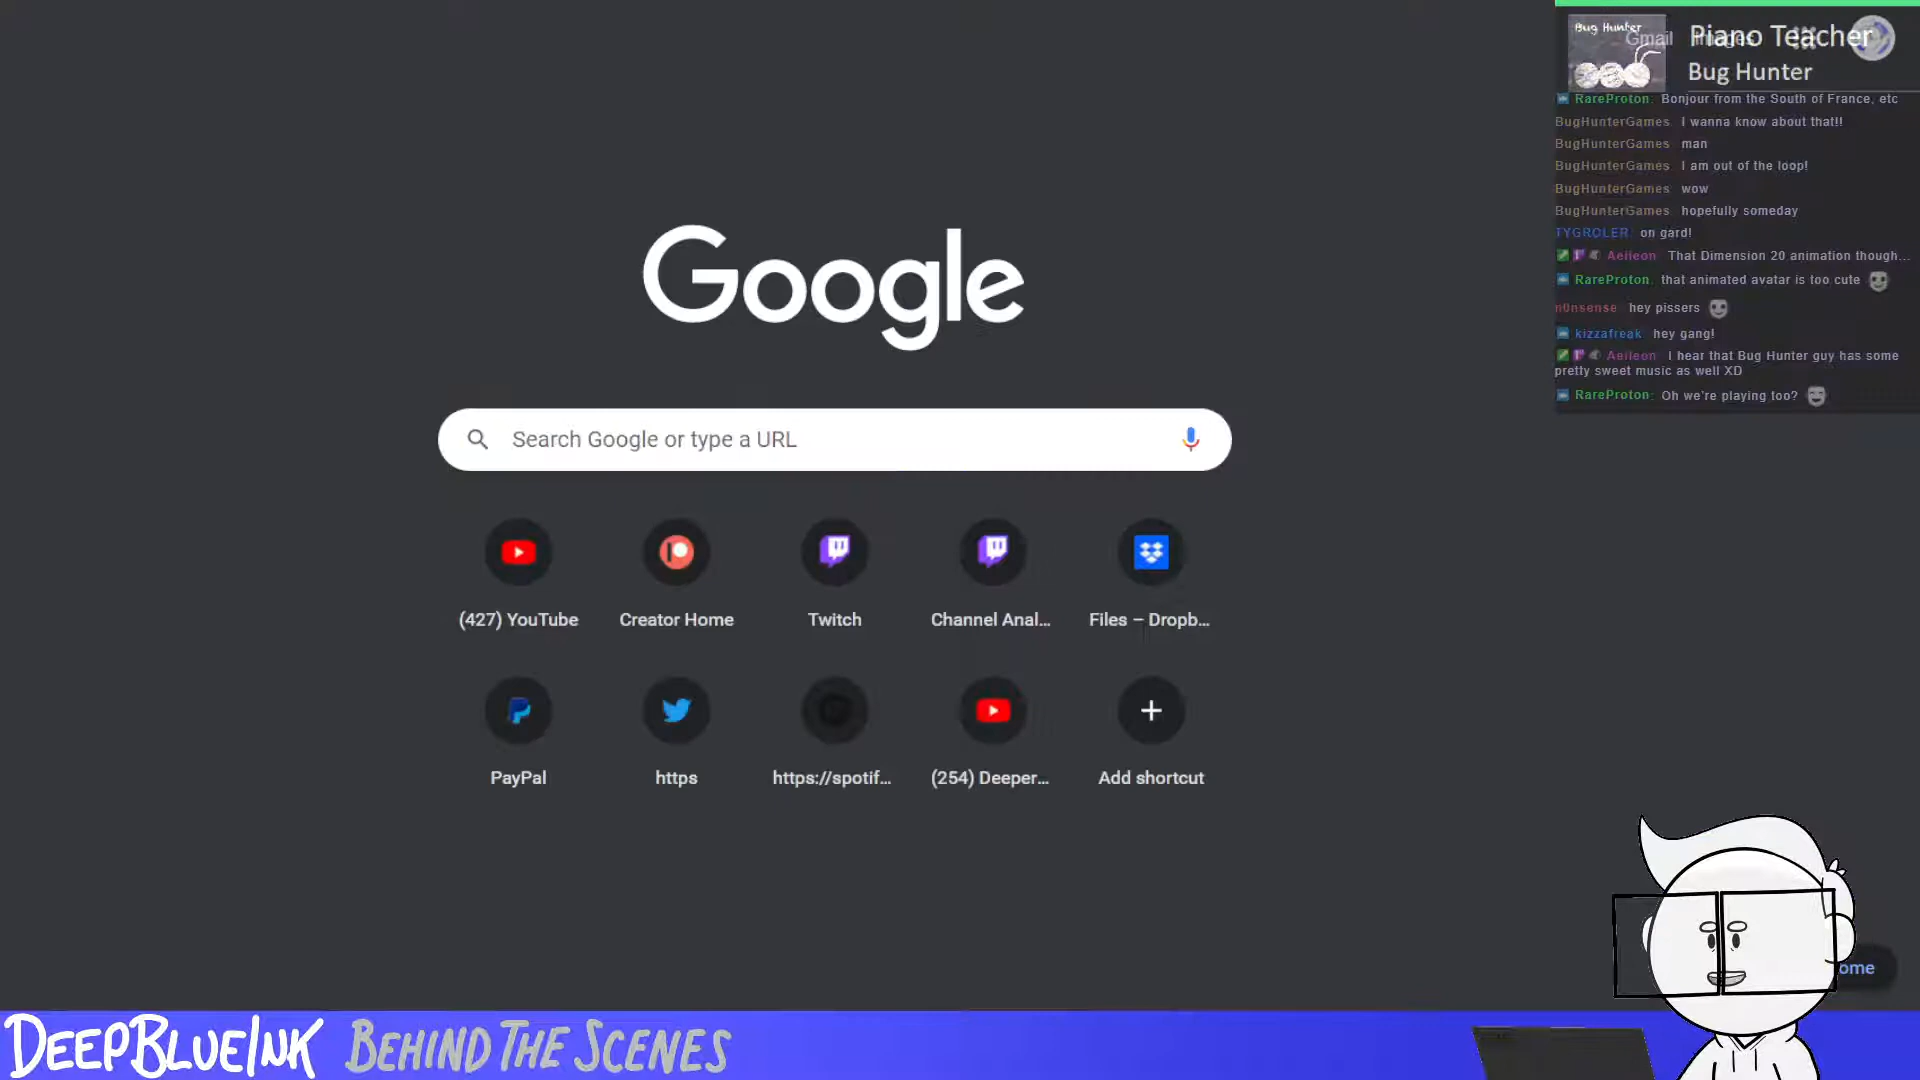 Bug Hunter
Gmail
Images
Piano Teacher
Bug Hunter
RareProton: Bonjour from the South of France, etc
BugHunterGames I wanna know about that!!
BugHunterGames man
BugHunterGames I am out of the loop!
BugHunterGames wow
BugHunterGames hopefully someday
TYGROLER: on gard!
Aeileon That Dimension 20 animation though...
RareProton: that animated avatar is too cute
n0nsense hey pissers
kizzafreak hey gang!
Aeileon I hear that Bug Hunter guy has some
pretty sweet music as well XD
RareProton: Oh we're playing too?
Google
Search Google or type a URL
(427) YouTube
Creator Home
Twitch
Channel Anal...
Files – Dropb...
PayPal
https
https://spotif...
(254) Deeper...
Add shortcut
ome
DEEPBLUEINK BEHIND THE SCENES